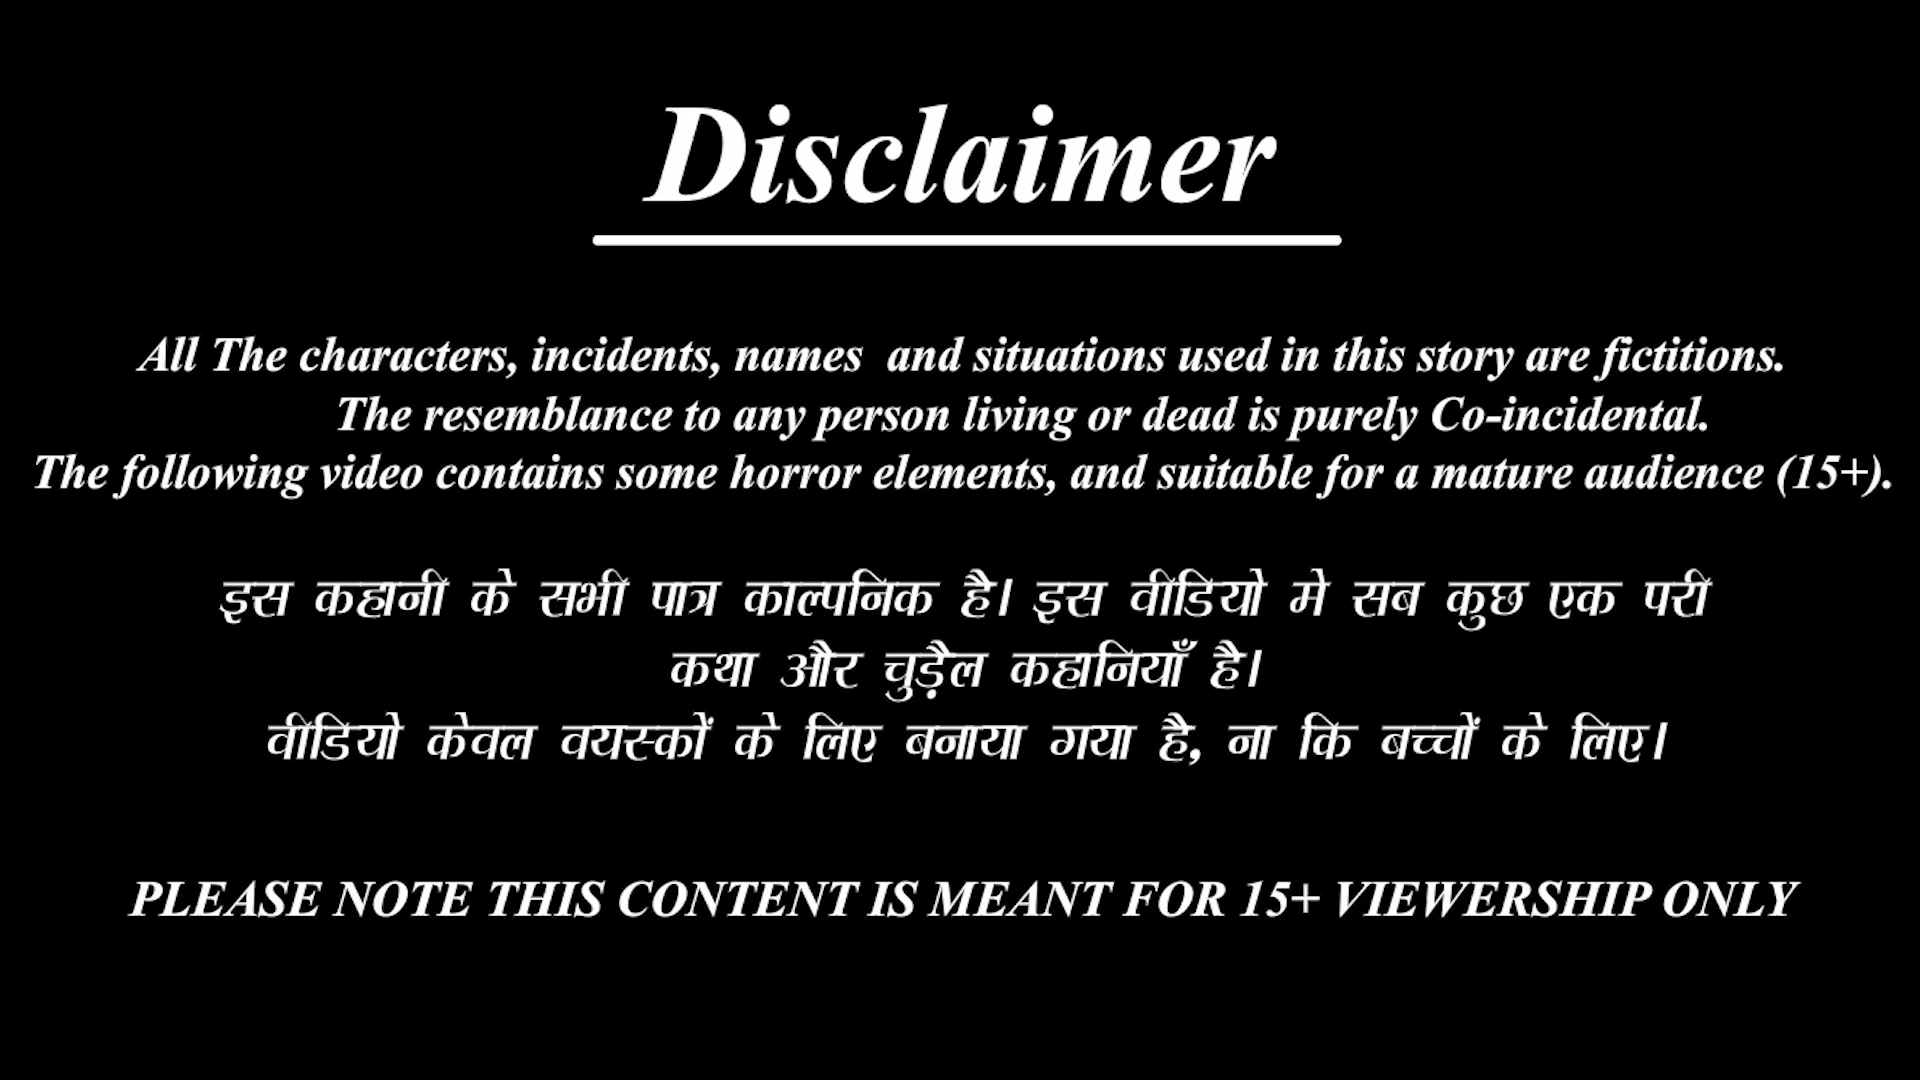 Disclaimer
All The characters, incidents, names and situations used in this story are fictitions.
The resemblance to any person living or dead is purely Co-incidental.
The following video contains some horror elements, and suitable for a mature audience (15+).
इस कहानी के सभी पात्र काल्पनिक है। इस वीडियो मे सब कुछ एक परी
कथा और चुड़ैल कहानियाँ है।
वीडियो केवल वयस्कों के लिए बनाया गया है, ना कि बच्चों के लिए।
PLEASE NOTE THIS CONTENT IS MEANT FOR 15+ VIEWERSHIP ONLY